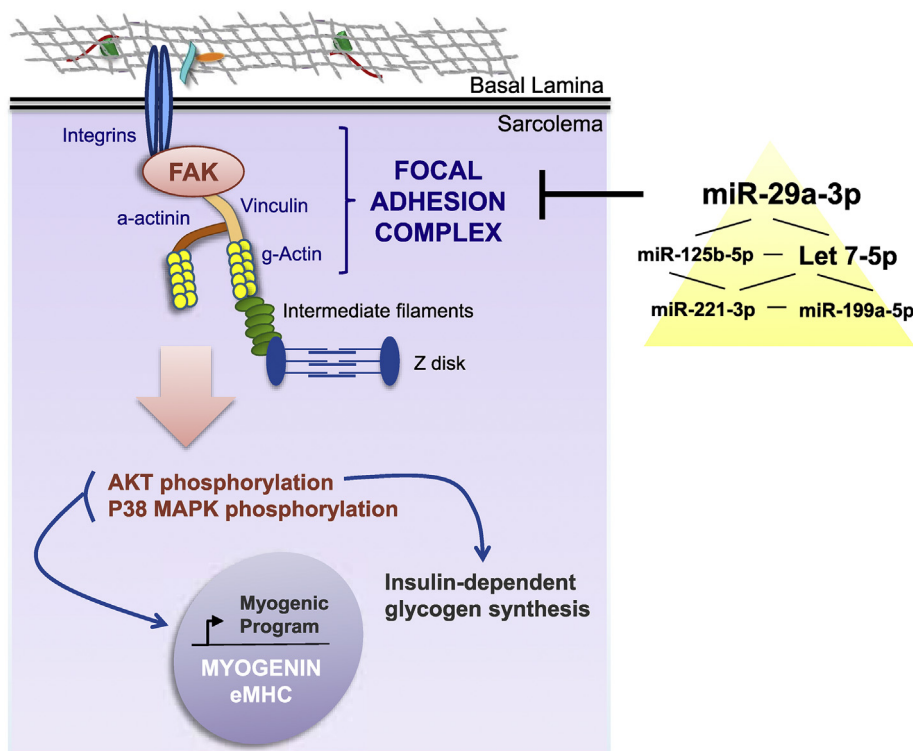 Basal Lamina
Sarcolema
Integrins
FAK
Vinculin
a-actinin
g-Actin
FOCAL
ADHESION
COMPLEX
miR-29a-3p
miR-125b-5p
Let 7-5p
miR-221-3p
miR-199a-5p
Intermediate filaments
Z disk
AKT phosphorylation
P38 MAPK phosphorylation
Insulin-dependent
glycogen synthesis
Myogenic
Program
MYOGENIN
eMHC